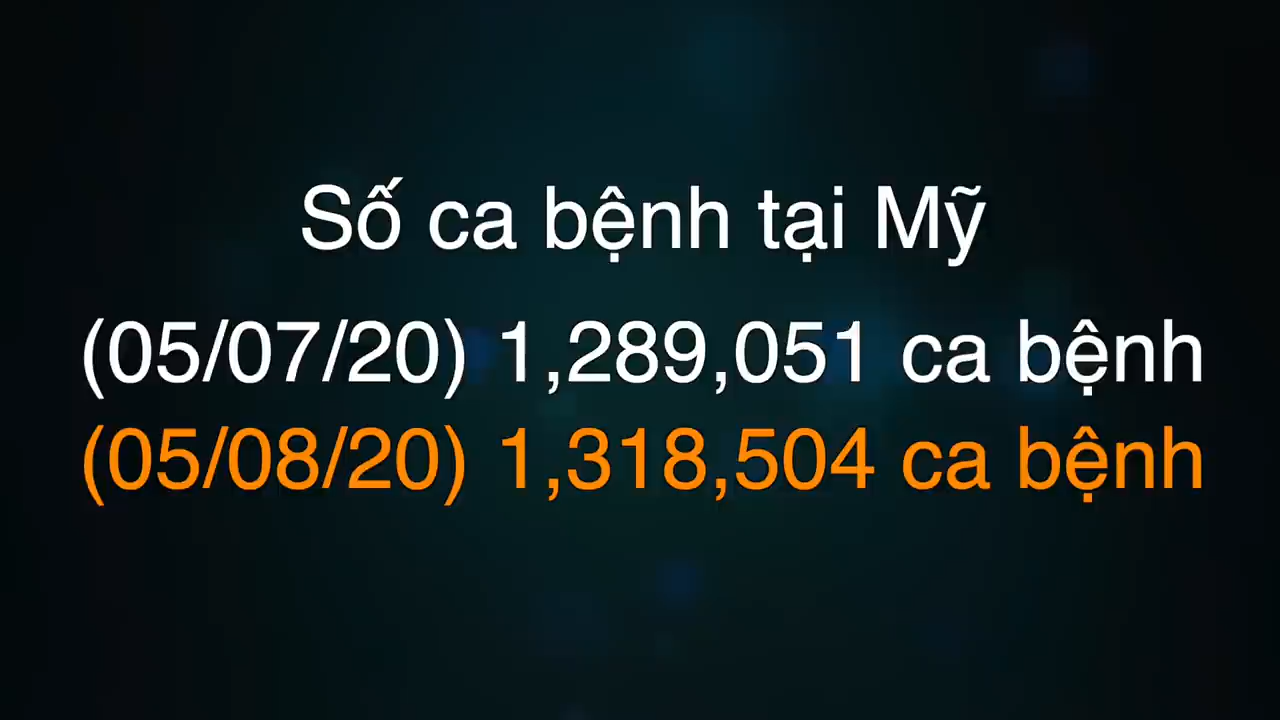 Số ca bệnh tại Mỹ
(05/07/20) 1,289,051 ca bệnh
(05/08/20) 1,318,504 ca bệnh